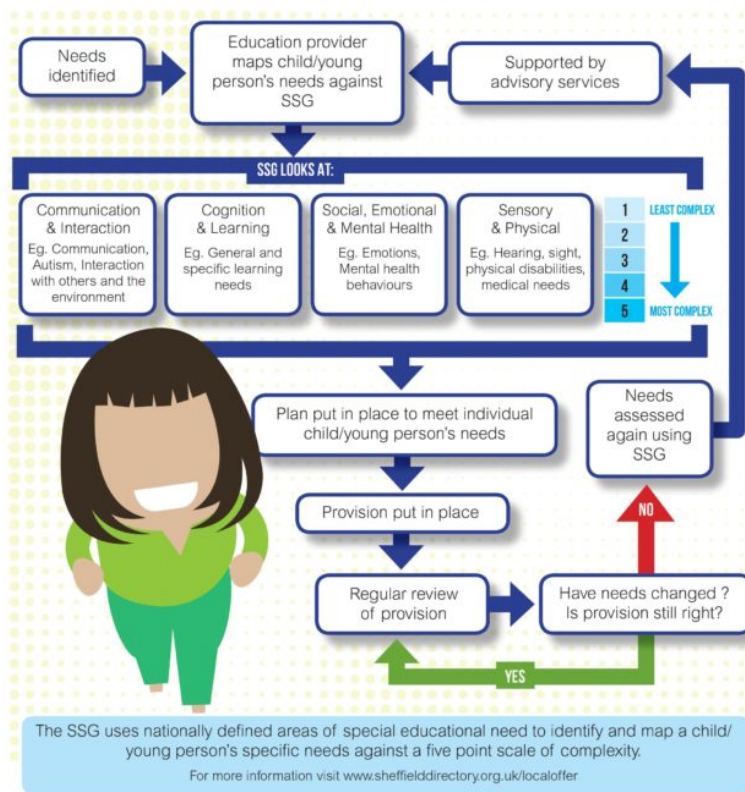 Needs
identified
Education provider
maps child/young
person's needs against
SSG
Supported by
advisory services
SSG LOOKS AT:
Communication
& Interaction
Eg. Communication,
Autism, Interaction
with others and the
environment
Cognition
& Learning
Eg. General and
specific learning
needs
Social, Emotional
& Mental Health
Eg. Emotions,
Mental health
behaviours
Sensory
& Physical
Eg. Hearing, sight,
physical disabilities,
medical needs
1 LEAST COMPLEX
2
3
4
5 MOST COMPLEX
Plan put in place to meet individual
child/young person's needs
Needs
assessed
again using
SSG
Provision put in place
NO
Regular review
of provision
Have needs changed ?
Is provision still right?
YES
The SSG uses nationally defined areas of special educational need to identify and map a child/
young person's specific needs against a five point scale of complexity.
For more information visit www.sheffielddirectory.org.uk/localoffer